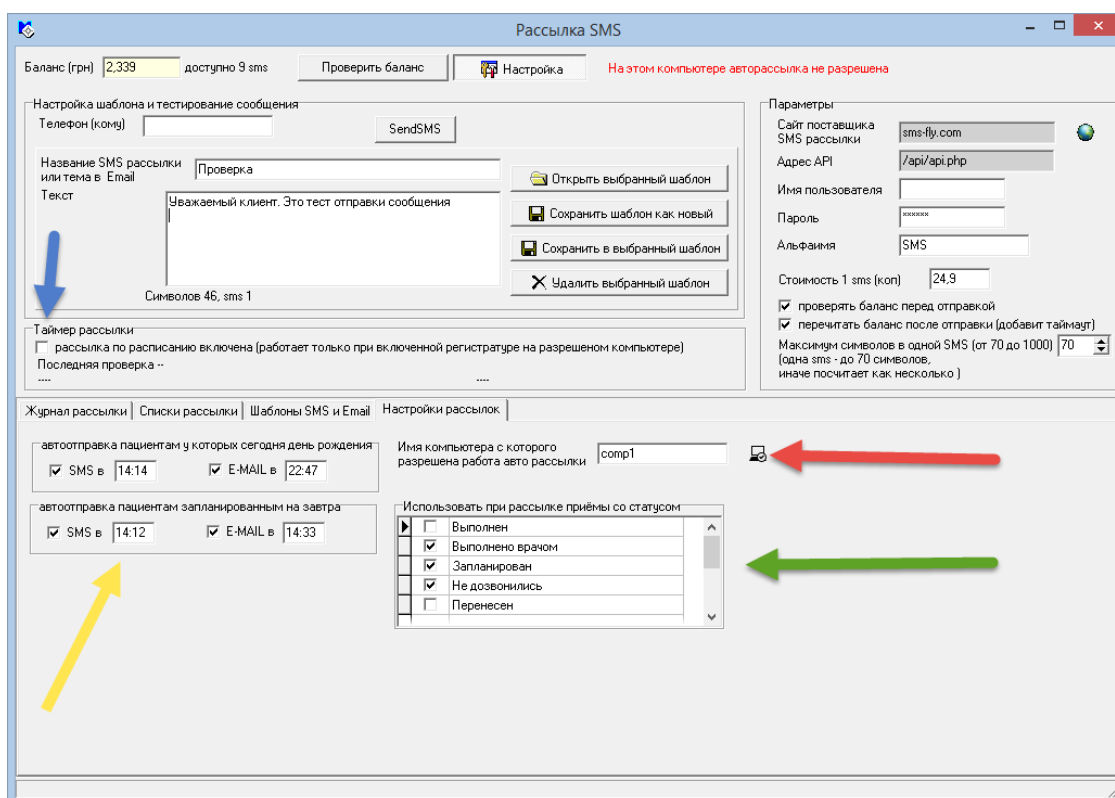 Рассылка SMS
Баланс (грн) 2,339 доступно 9 sms Проверить баланс Настройка На этом компьютере авторассылка не разрешена
Настройка шаблона и тестирование сообщения
Телефон (кому) SendSMS
Название SMS рассылки
или тема в Email
Проверка
Текст
Уважаемый клиент. Это тест отправки сообщения
Символов 46, sms 1
Открыть выбранный шаблон
Сохранить шаблон как новый
Сохранить в выбранный шаблон
Удалить выбранный шаблон
Параметры
Сайт поставщика
SMS рассылки
sms-fly.com
Адрес API /api/api.php
Имя пользователя
Пароль ******
Альфаимя SMS
Стоимость 1 sms (коп) 24,9
проверять баланс перед отправкой
перечитать баланс после отправки (добавит таймаут)
Максимум символов в одной SMS (от 70 до 1000) 70
(одна sms - до 70 символов,
иначе посчитает как несколько )
Таймер рассылки
рассылка по расписанию включена (работает только при включенной регистратуре на разрешеном компьютере)
Последняя проверка --
---- ----
Журнал рассылки Списки рассылки Шаблоны SMS и Email Настройки рассылок
автоотправка пациентам у которых сегодня день рождения
SMS в 14:14 E-MAIL в 22:47
автоотправка пациентам запланированным на завтра
SMS в 14:12 E-MAIL в 14:33
Имя компьютера с которого
разрешена работа авто рассылки
comp1
Использовать при рассылке приёмы со статусом
Выполнен
Выполнено врачом
Запланирован
Не дозвонились
Перенесен